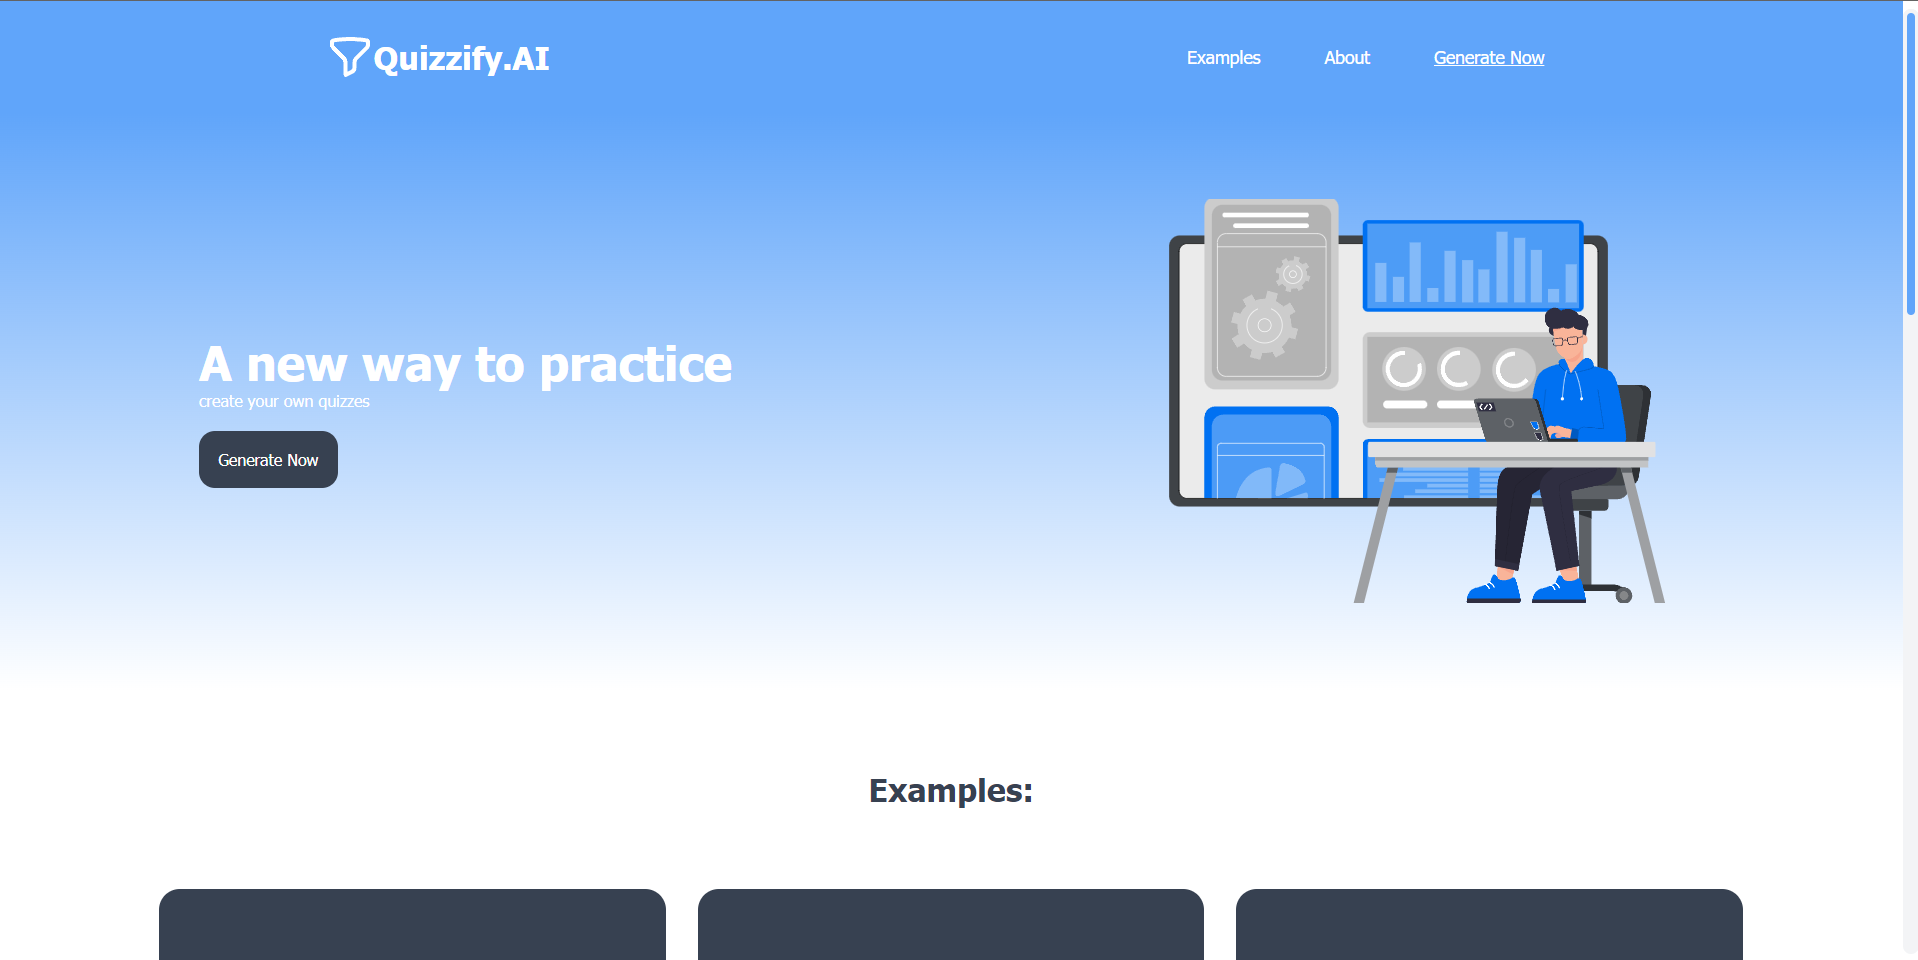 Quizzify.AI
Examples
About
Generate Now
A new way to practice
create your own quizzes
Generate Now
</>
Examples: